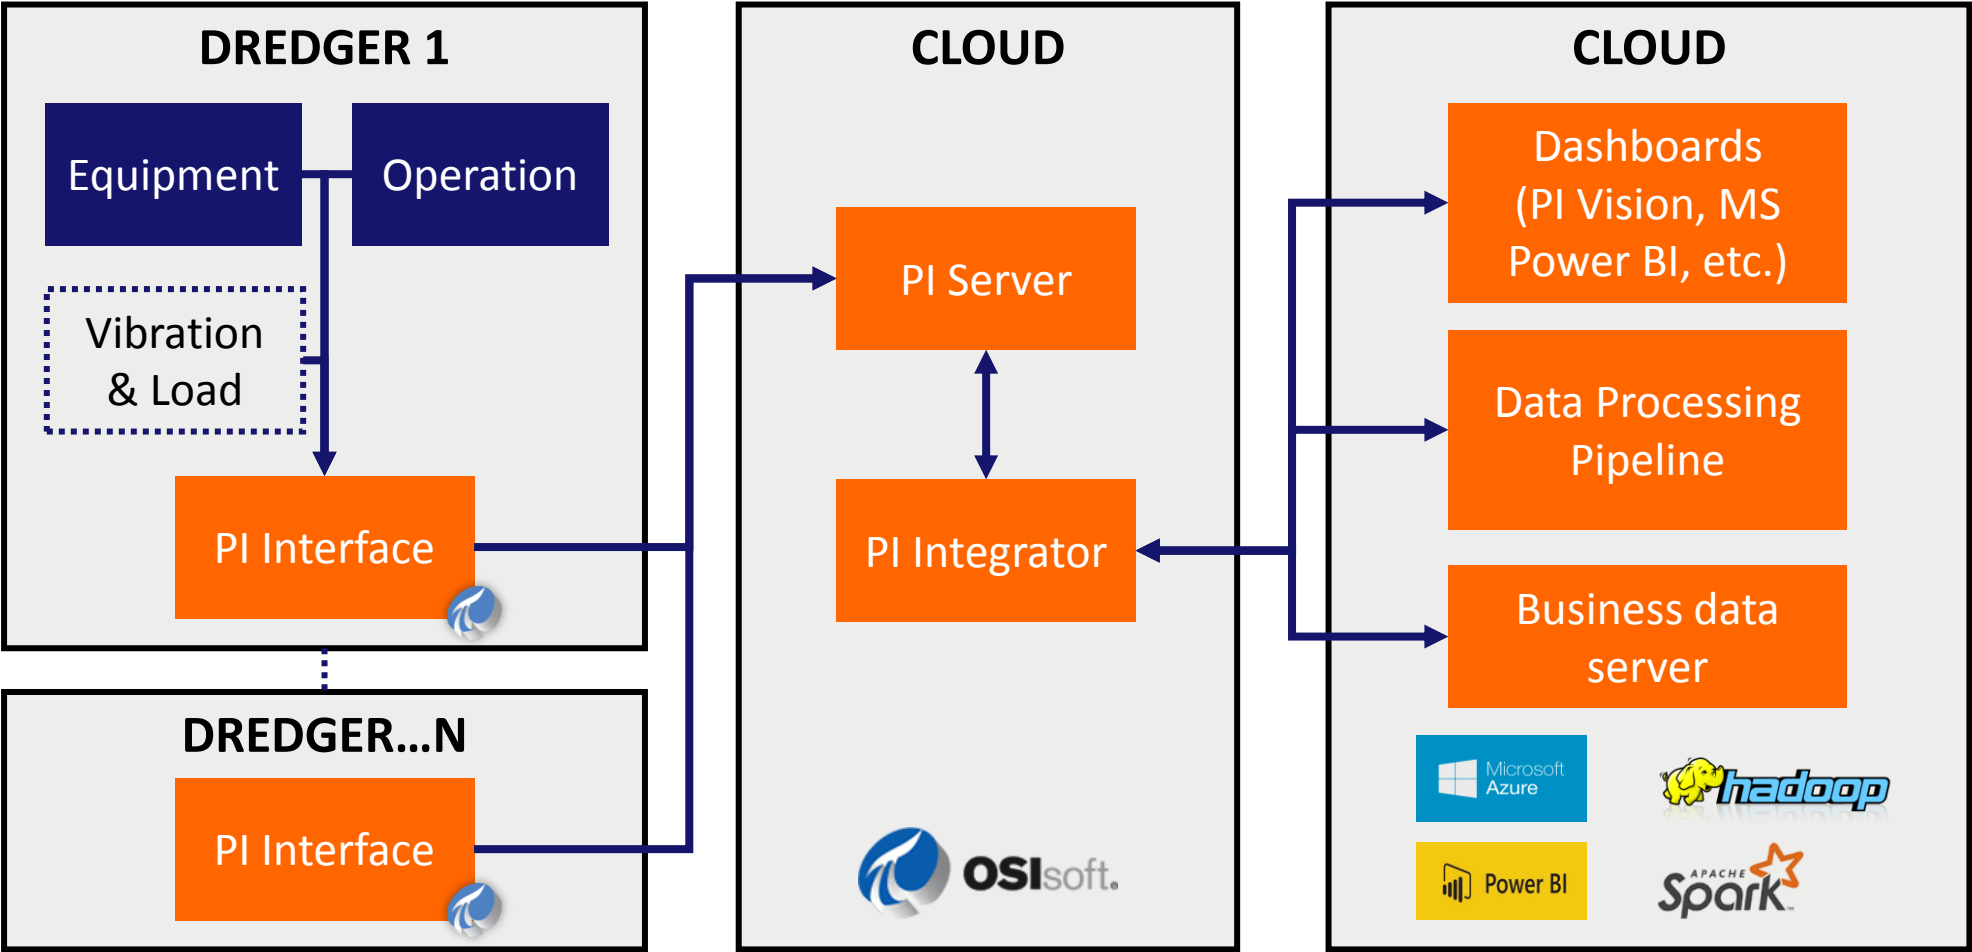 DREDGER 1
Equipment
Operation
Vibration
& Load
PI Interface
DREDGER...N
PI Interface
CLOUD
PI Server
PI Integrator
OSIsoft.
CLOUD
Dashboards
(PI Vision, MS
Power BI, etc.)
Data Processing
Pipeline
Business data
server
Microsoft
Azure
hadoop
Power BI
APACHE
Spark™